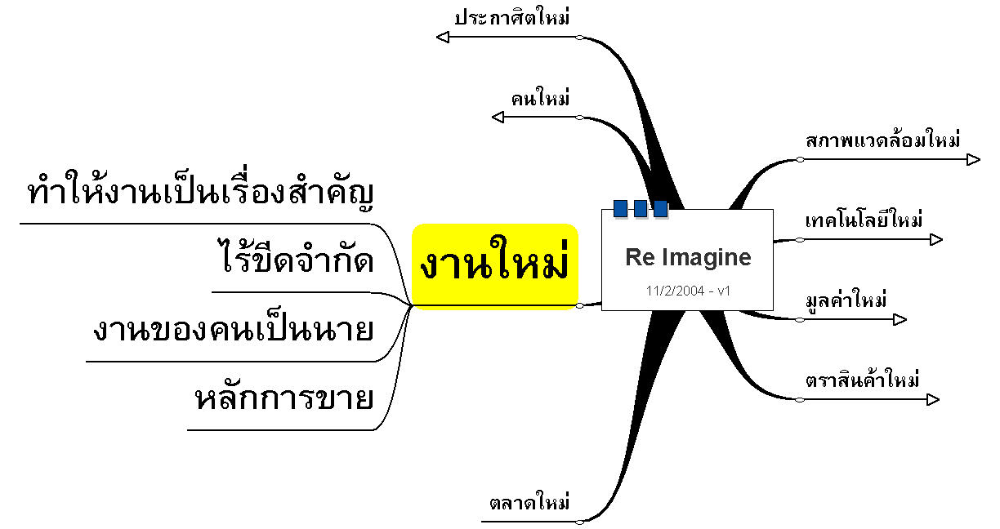 ประกาศิตใหม่
คนใหม่
สภาพแวดล้อมใหม่
ทำให้งานเป็นเรื่องสำคัญ
เทคโนโลยีใหม่
ไร้ขีดจำกัด
งานใหม่
Re Imagine
11/2/2004 - v1
มูลค่าใหม่
งานของคนเป็นนาย
ตราสินค้าใหม่
หลักการขาย
ตลาดใหม่